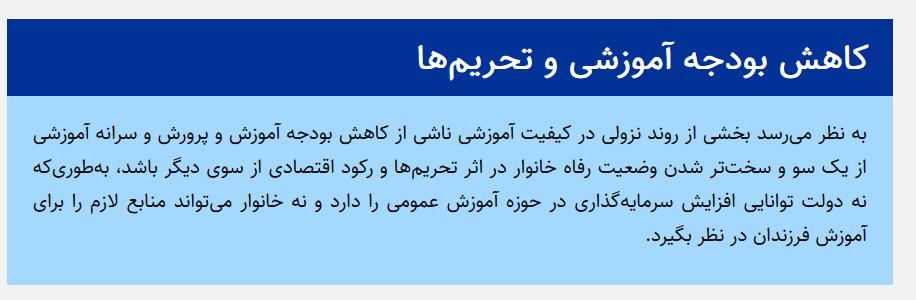 کاهش بودجه آموزشی و تحریم‌ها
به نظر می‌رسد بخشی از روند نزولی در کیفیت آموزشی ناشی از کاهش بودجه آموزش و پرورش و سرانه آموزشی
از یک سو و سخت‌تر شدن وضعیت رفاه خانوار در اثر تحریم‌ها و رکود اقتصادی از سوی دیگر باشد، به‌طوری‌که
نه دولت توانایی افزایش سرمایه‌گذاری در حوزه آموزش عمومی را دارد و نه خانوار می‌تواند منابع لازم را برای
آموزش فرزندان در نظر بگیرد.